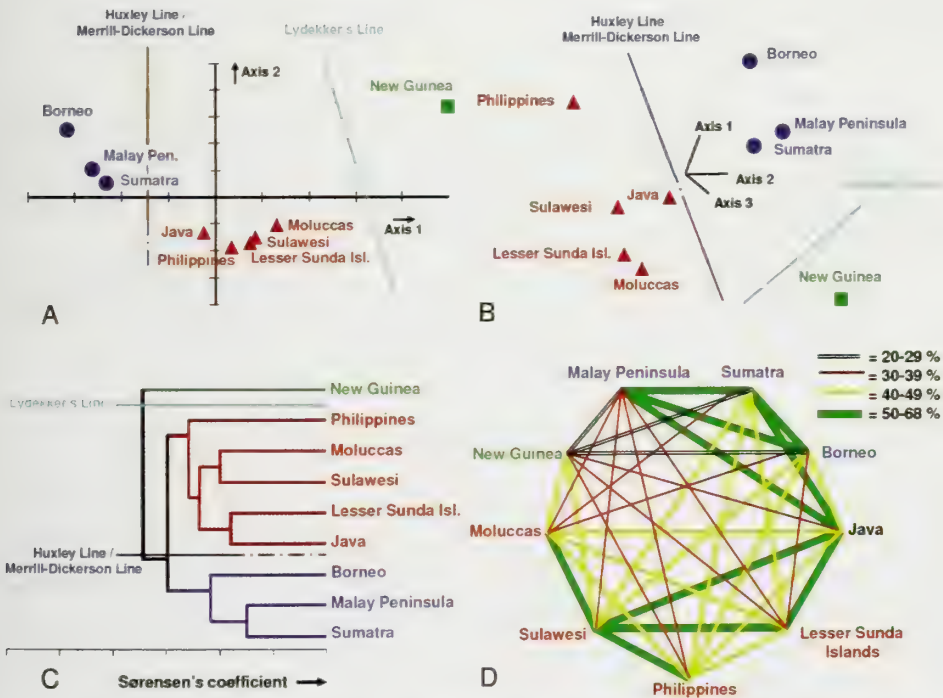 Huxley Line /
Merrill-Dickerson Line
Lydekker's Line
Axis 2
New Guinea
Borneo
Malay Pen.
Sumatra
Axis 1
Java
Moluccas
Sulawesi
Philippines
Lesser Sunda Isl.
A
Huxley Line
Merrill-Dickerson Line
Borneo
Philippines
Axis 1
Malay Peninsula
Sumatra
Axis 2
Axis 3
Java
Sulawesi
Lesser Sunda Isl.
Moluccas
New Guinea
B
New Guinea
Lydekker's Line
Philippines
Moluccas
Sulawesi
Lesser Sunda Isl.
Java
Huxley Line /
Merrill-Dickerson Line
Borneo
Malay Peninsula
Sumatra
C
Sørensen's coefficient
= 20-29 %
= 30-39 %
= 40-49 %
= 50-68 %
Malay Peninsula
Sumatra
New Guinea
Borneo
Moluccas
Java
Sulawesi
Lesser Sunda
Islands
Philippines
D